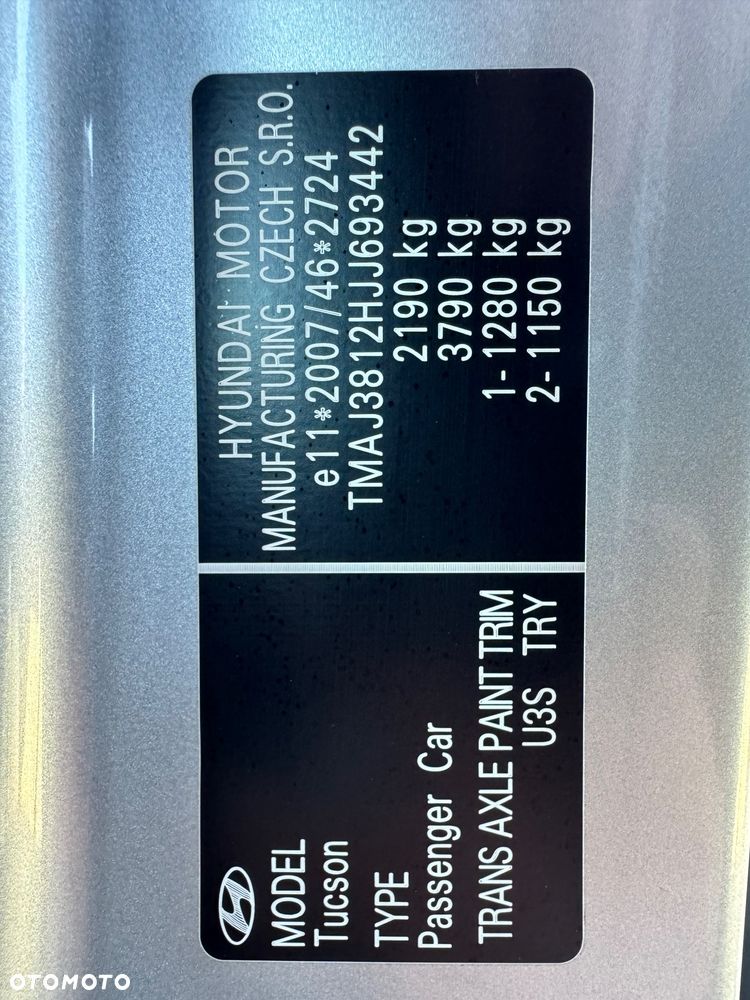 MODEL
Tucson
TYPE
Passenger Car
TRANS AXLE PAINT TRIM
U3S TRY
HYUNDAI MOTOR
MANUFACTURING CZECH S.R.O.
e11*2007/46*2724
TMAJ3812HJJ693442
2190 kg
3790 kg
1-1280 kg
2-1150 kg
OTOMOTO